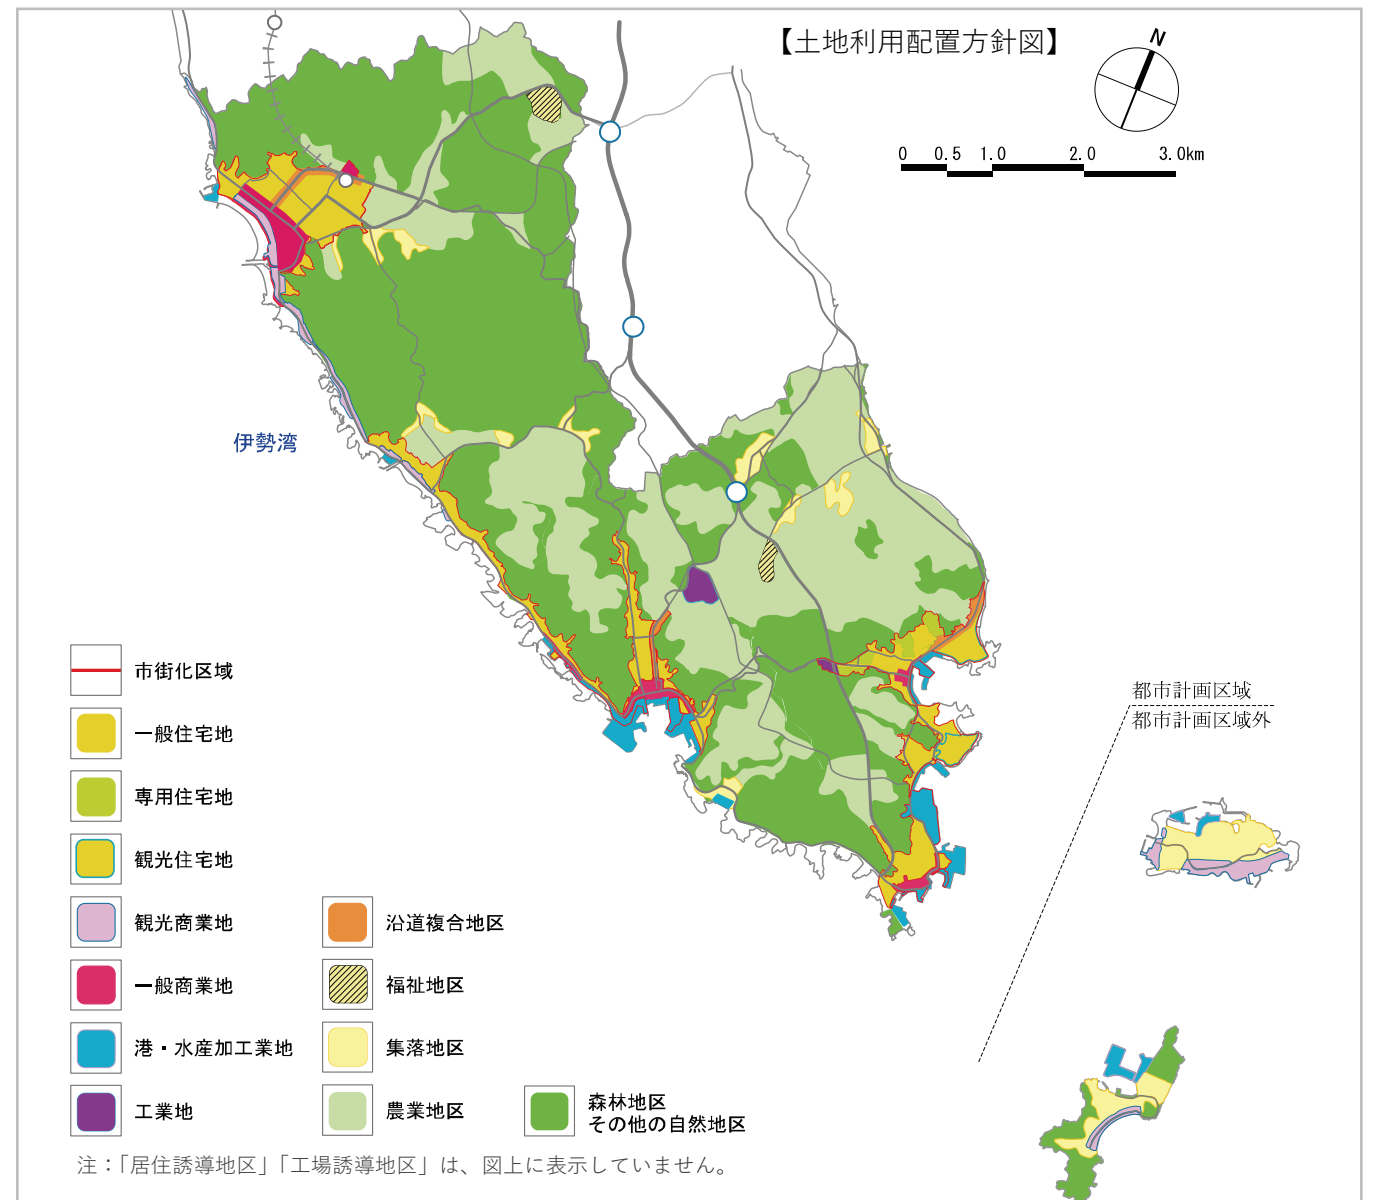 【土地利用配置方針図】
N
0 0.5 1.0 2.0 3.0km
伊勢湾
都市計画区域
都市計画区域外
市街化区域
一般住宅地
専用住宅地
観光住宅地
観光商業地
一般商業地
港・水産加工業地
工業地
沿道複合地区
福祉地区
集落地区
農業地区
森林地区
その他の自然地区
注：「居住誘導地区」「工場誘導地区」は、図上に表示していません。